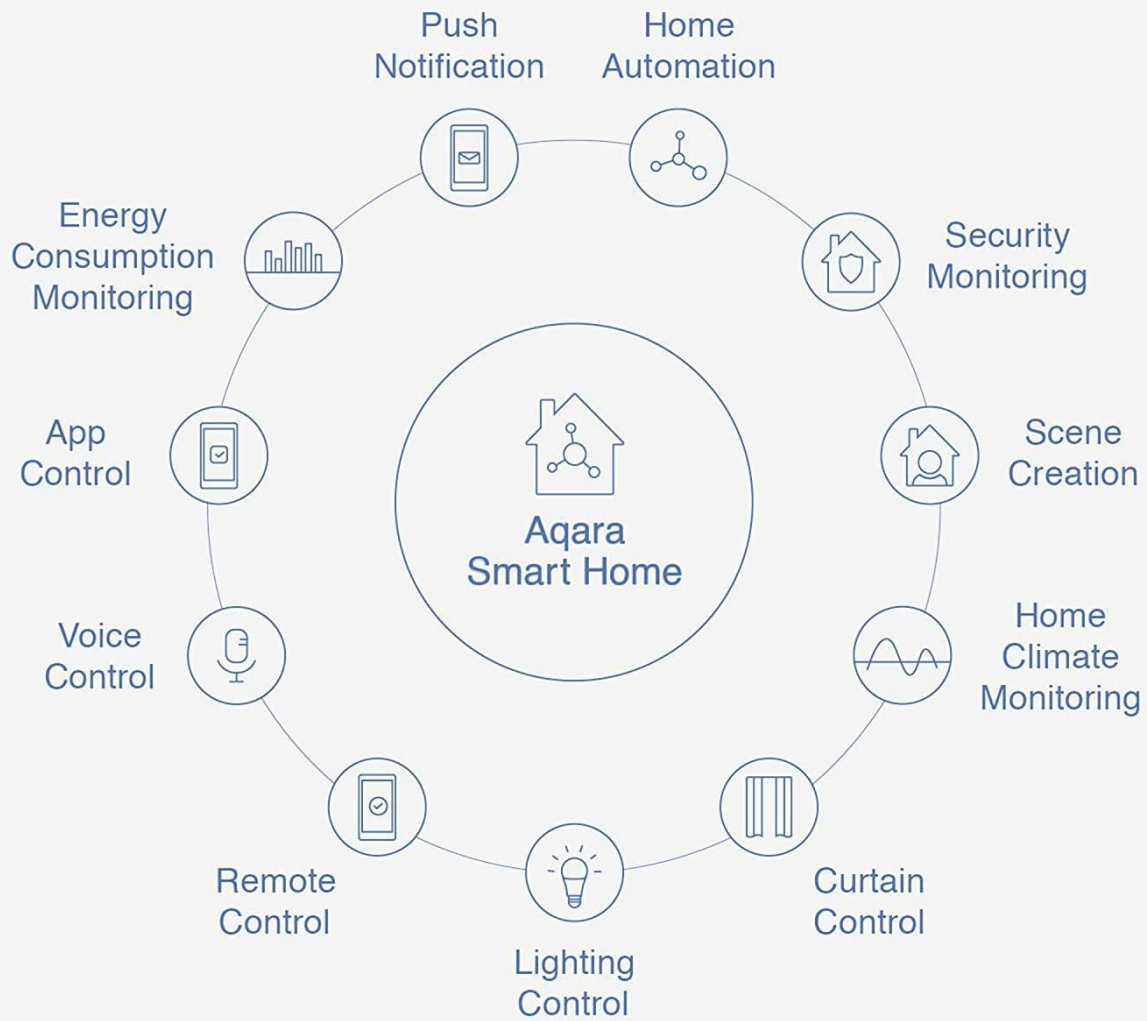 Push
Notification
Home
Automation
Energy
Consumption
Monitoring
Security
Monitoring
App
Control
Scene
Creation
Aqara
Smart Home
Voice
Control
Home
Climate
Monitoring
Remote
Control
Curtain
Control
Lighting
Control